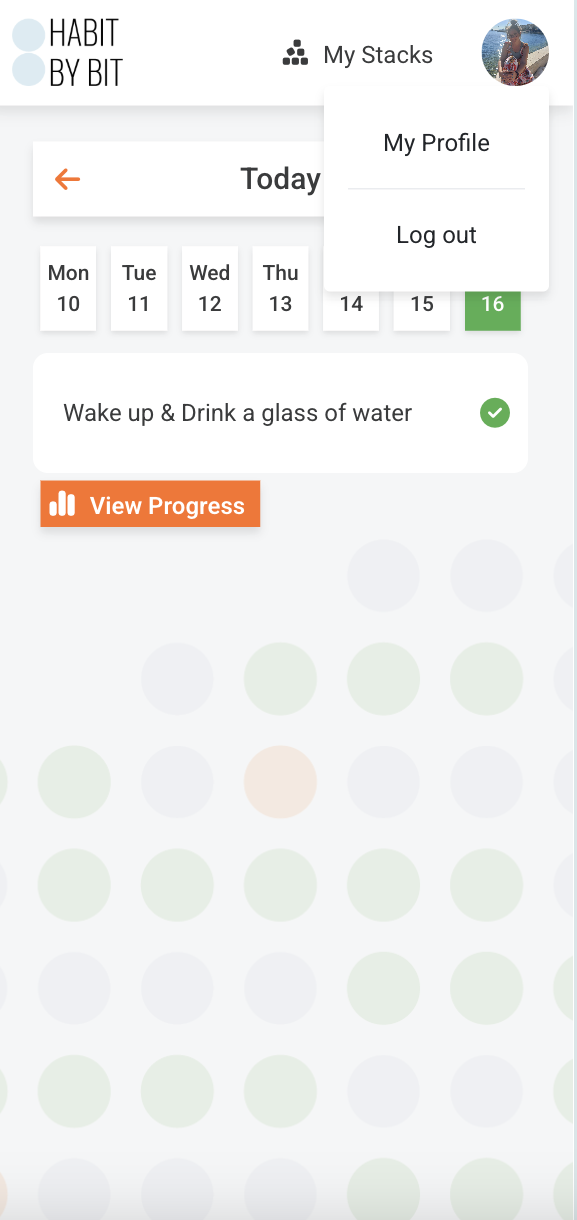 HABIT
BY BIT
My Stacks
My Profile
Log out
Today
Mon
10
Tue
11
Wed
12
Thu
13
14
15
16
Wake up & Drink a glass of water
View Progress